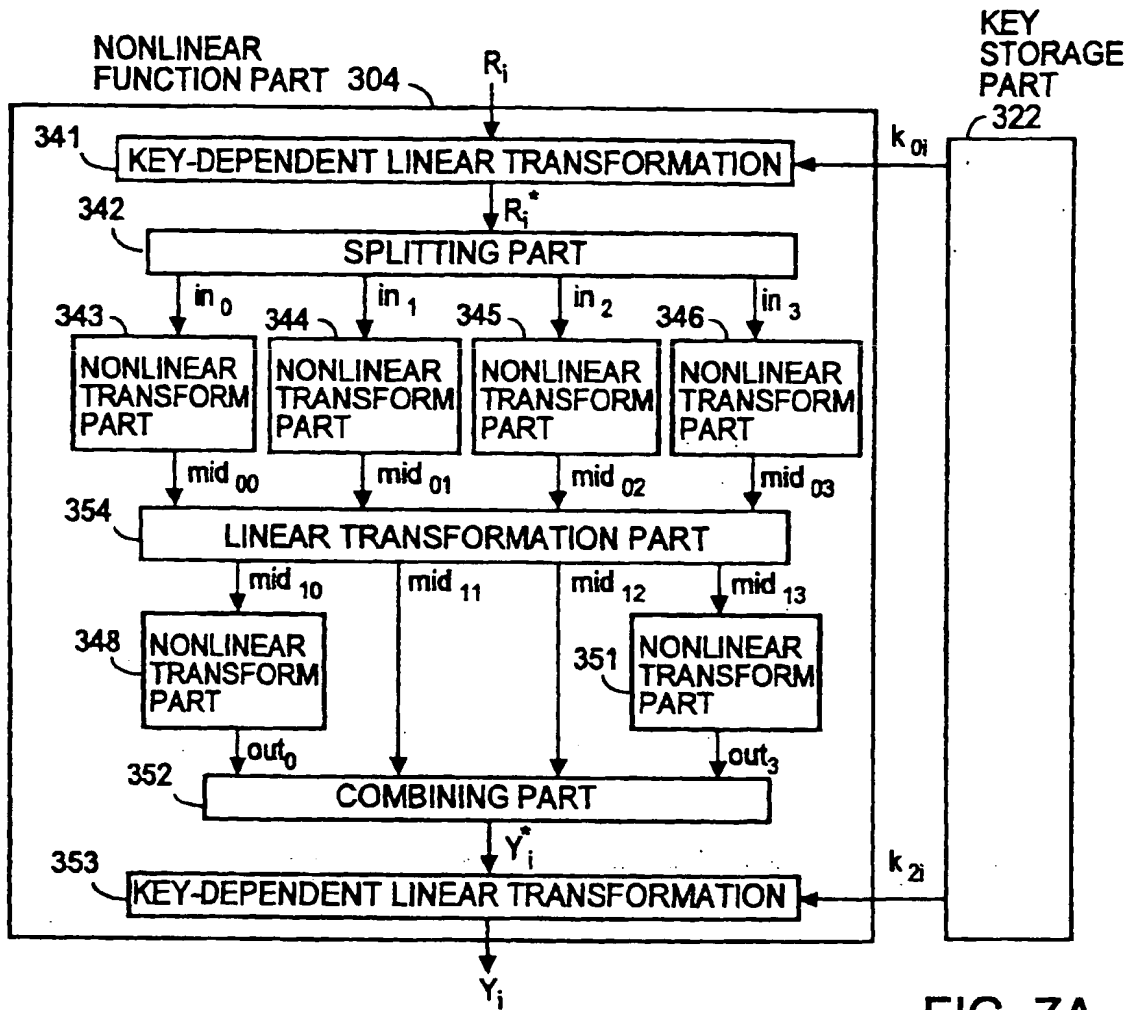 NONLINEAR
FUNCTION PART 304
R_i
KEY
STORAGE
PART
322
341
KEY-DEPENDENT LINEAR TRANSFORMATION
k_0i
R_i^*
342
SPLITTING PART
in_0
in_1
in_2
in_3
343
344
345
346
NONLINEAR
TRANSFORM
PART
NONLINEAR
TRANSFORM
PART
NONLINEAR
TRANSFORM
PART
NONLINEAR
TRANSFORM
PART
mid_00
mid_01
mid_02
mid_03
354
LINEAR TRANSFORMATION PART
mid_10
mid_11
mid_12
mid_13
348
NONLINEAR
TRANSFORM
PART
351
NONLINEAR
TRANSFORM
PART
out_0
out_3
352
COMBINING PART
Y_i^*
353
KEY-DEPENDENT LINEAR TRANSFORMATION
k_2i
Y_i
FIG. 7A